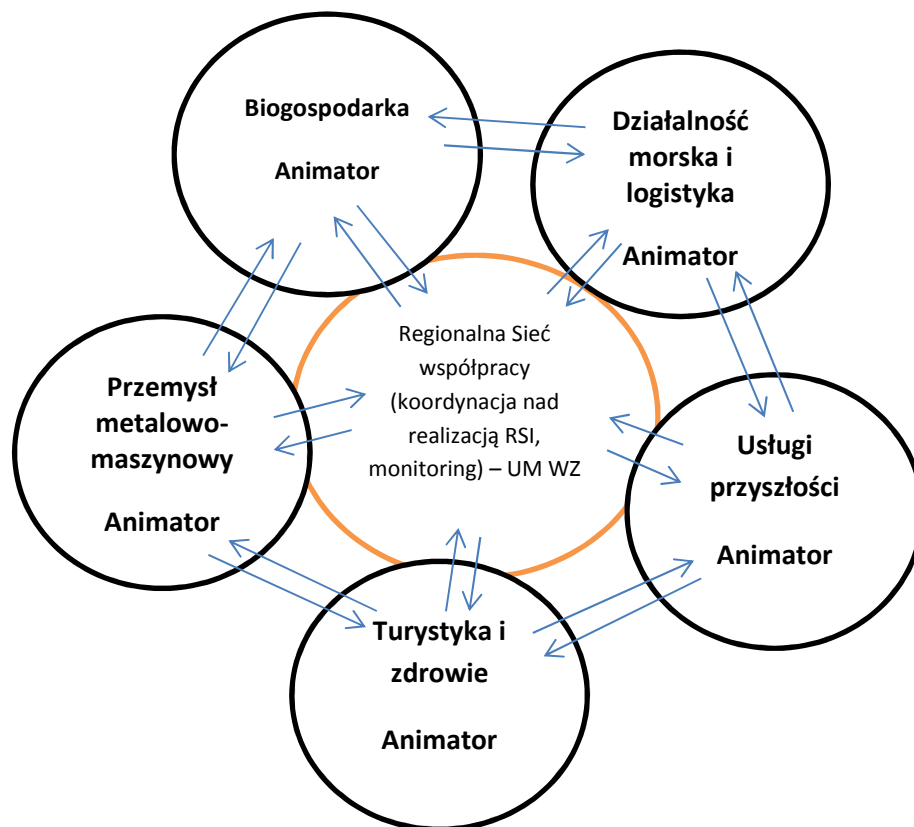 Biogospodarka
Animator
Działalność
morska i
logistyka
Animator
Regionalna Sieć
współpracy
(koordynacja nad
realizacją RSI,
monitoring) – UM WZ
Przemysł
metalowo-
maszynowy
Animator
Usługi
przyszłości
Animator
Turystyka i
zdrowie
Animator